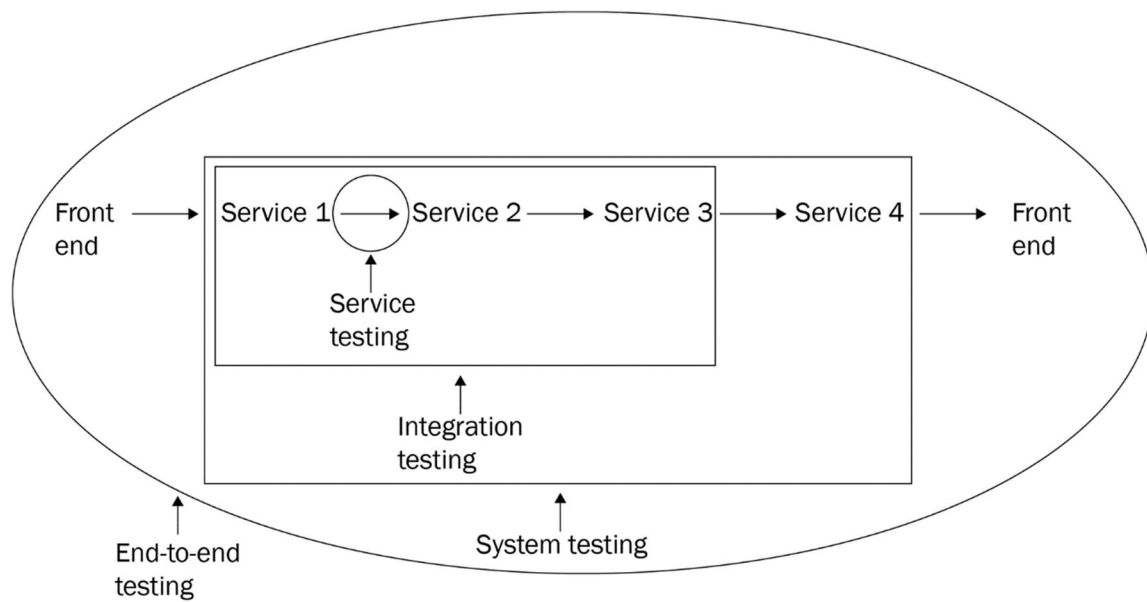 Front
end
Service 1
Service 2
Service 3
Service 4
Front
end
Service
testing
Integration
testing
System testing
End-to-end
testing